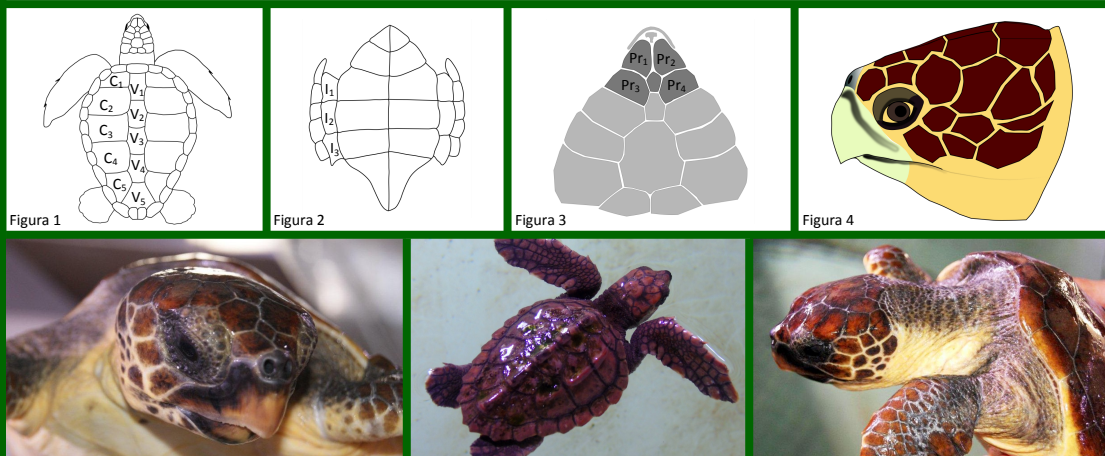 C1
V1
C2
V2
C3
V3
C4
V4
C5
V5
Figura 1
I1
I2
I3
Figura 2
Pr1 Pr2
Pr3 Pr4
Figura 3
Figura 4